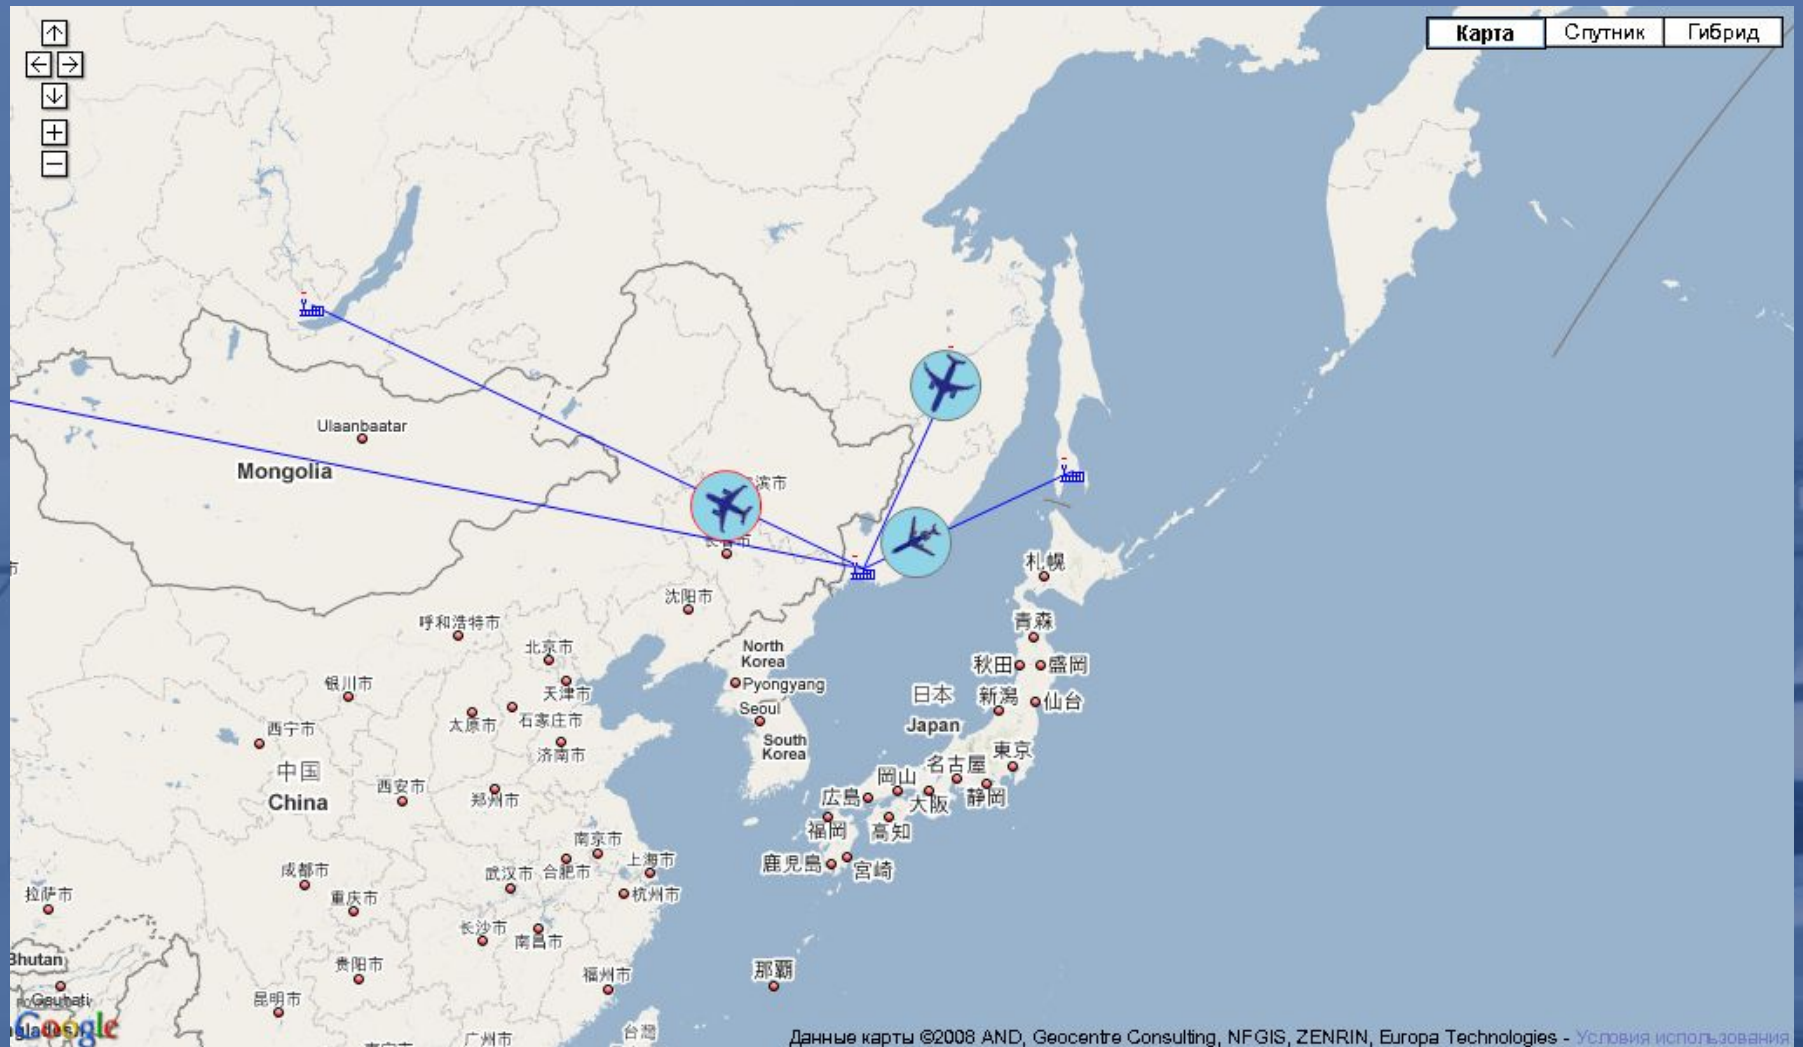 Карта
Спутник
Гибрид
Ulaanbaatar
Mongolia
滨市
沈阳市
呼和浩特市
北京市
天津市
银川市
太原市
石家庄市
济南市
西宁市
中国
China
西安市
郑州市
North
Korea
Pyongyang
Seoul
South
Korea
日本
Japan
札幌
青森
秋田
盛岡
新潟
仙台
東京
名古屋
岡山
広島
大阪
静岡
福岡
高知
鹿児島
宮崎
南京市
上海市
合肥市
武汉市
杭州市
成都市
重庆市
拉萨市
长沙市
南昌市
贵阳市
福州市
昆明市
那覇
Bhutan
台灣
广州市
Google
Данные карты ©2008 AND, Geocentre Consulting, NFGIS, ZENRIN, Europa Technologies - Условия использования